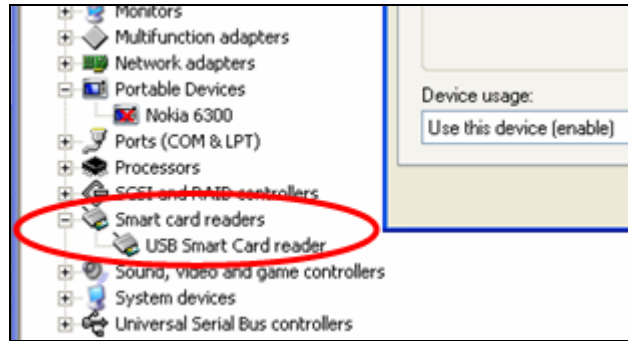 Monitors
Multifunction adapters
Network adapters
Portable Devices
Nokia 6300
Ports (COM & LPT)
Processors
SCSI and RAID controllers
Smart card readers
USB Smart Card reader
Sound, video and game controllers
System devices
Universal Serial Bus controllers
Device usage:
Use this device (enable)